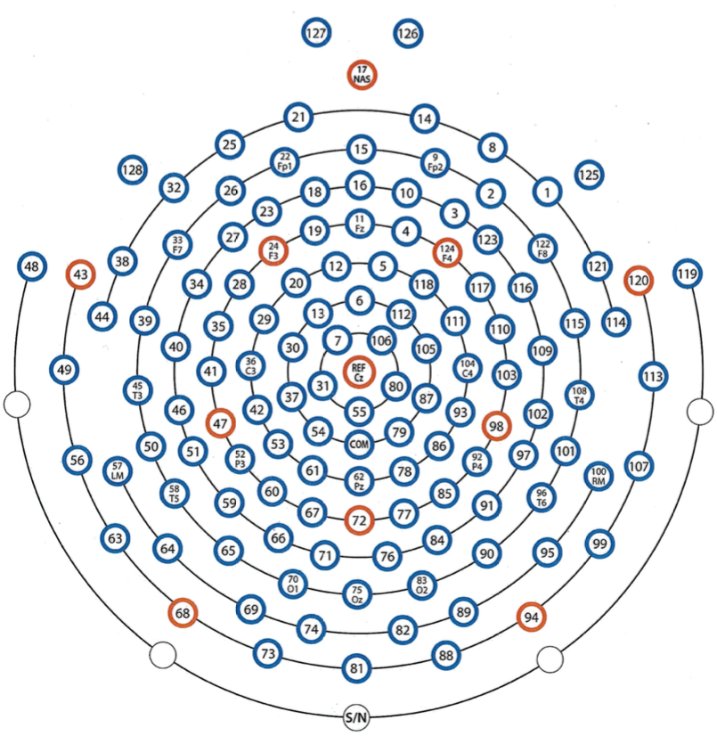 127 126
17
NAS
21 14
25 15 8
22
Fp1
9
Fp2
128 125
32 26 18 16 10 2 1
23 3
11
Fz
33
F7
27 19 4 123
122
F8
24
F3
124
F4
48 43 38 12 5 121 120 119
34 28 20 118 117 116
44 39 35 29 13 6 112 111 110 115 114
40 30 7 106 105 109
49 41
36
C3
REF
Cz
104
C4
103 113
45
T3
31 80
108
T4
46 42 37 55 87 93 102
47 98
50 51 53 54 COM 79 86 97 101
56
57
LM
52
P3
92
P4
107
61 78
62
Pz
100
RM
58
T5
59 60 85 91
96
T6
67 72 77
63 64 65 66 84 90 95 99
71 76
70
O1
75
Oz
83
O2
68 69 89 94
74 82
73 81 88
S/N